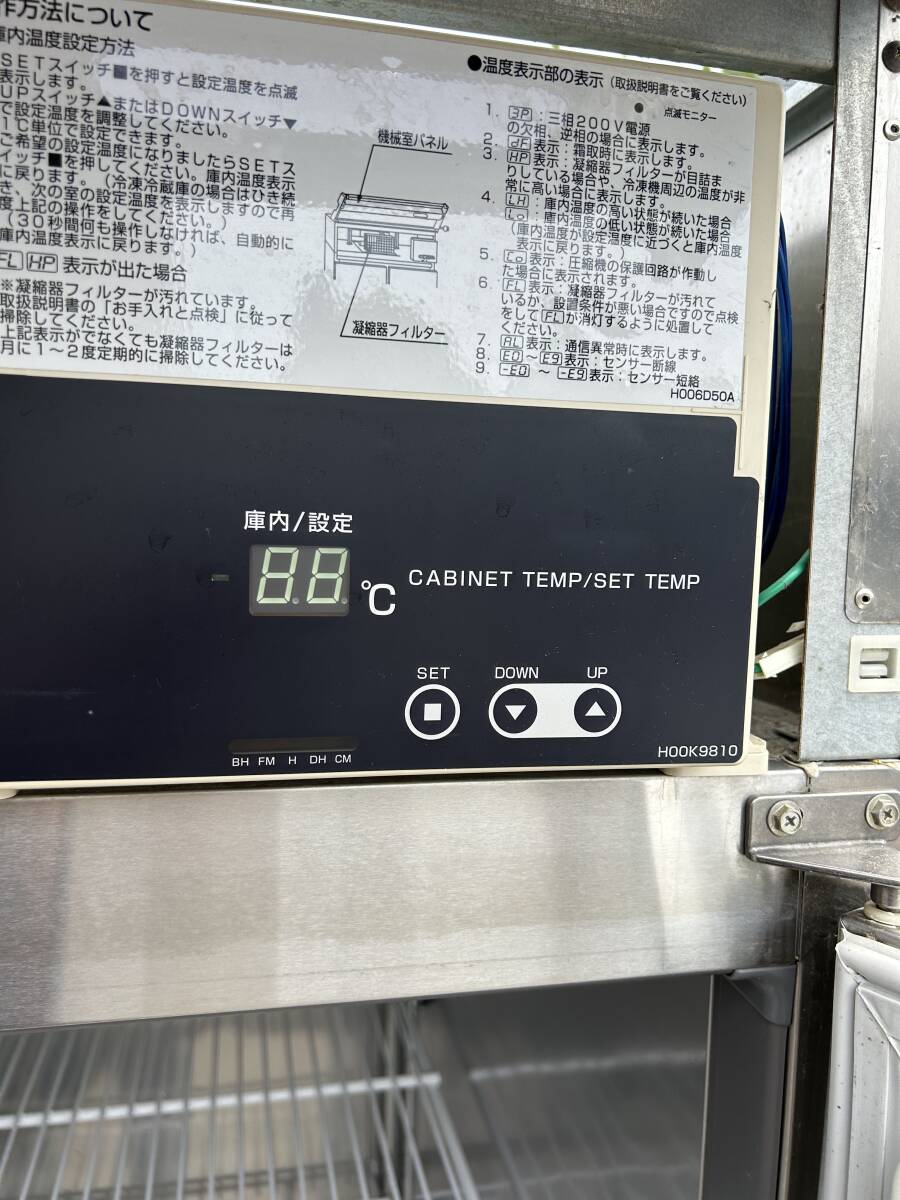 作方法について
庫内温度設定方法
SETスイッチ■を押すと設定温度を点滅
表示します。
UPスイッチ▲またはDOWNスイッチ▼
で設定温度を調整してください。
1℃単位で設定できます。
ご希望の設定温度になりましたらSETス
イッチ■を押してください。庫内温度表示
に戻ります。(冷凍冷蔵庫の場合はひき続
き、次の室の設定温度を表示しますので再
度上記の操作をしてください。)
(30秒間何も操作しなければ、自動的に
庫内温度表示に戻ります。)
FL HP 表示が出た場合
※凝縮器フィルターが汚れています。
取扱説明書の「お手入れと点検」に従って
掃除してください。
上記表示がでなくても凝縮器フィルターは
月に1~2度定期的に掃除してください。
機械室パネル
凝縮器フィルター
●温度表示部の表示(取扱説明書をご覧ください)
点滅モニター
1. 3P:三相200V電源
の欠相、逆相の場合に表示します。
2. dF表示:霜取時に表示します。
3. HP表示:凝縮器フィルターが目詰ま
りしている場合や、冷凍機周辺の温度が非
常に高い場合に表示します。
4. LH:庫内温度の高い状態が続いた場合
Lo:庫内温度の低い状態が続いた場合
(庫内温度が設定温度に近づくと庫内温度
表示に戻ります。)
5. 表示:圧縮機の保護回路が作動し
た場合に表示されます。
6. FL:凝縮器フィルターが汚れて
いるか、設置条件が悪い場合ですので点検
をしてFLが消灯するように処置して
ください。
7. AL表示:通信異常時に表示します。
8. E0~E9表示:センサー断線
9. -E0 ~ -E9表示:センサー短絡
H006D50A
庫内/設定
88 ℃
CABINET TEMP/SET TEMP
SET DOWN UP
BH FM H DH CM
H00K9810